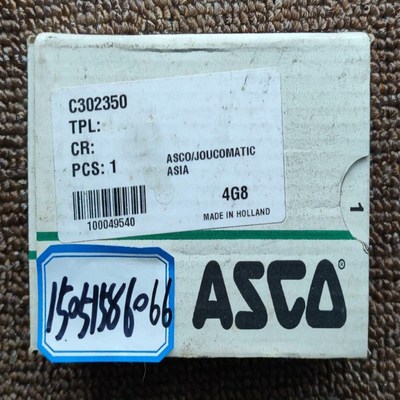 C302350
TPL:
CR:
PCS: 1
ASCO/JOUCOMATIC
ASIA
100049540
4G8
MADE IN HOLLAND
1
15051586066
ASCO®